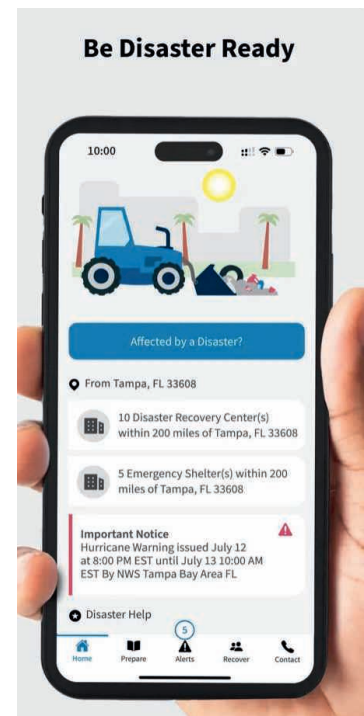 Be Disaster Ready
10:00
Affected by a Disaster?
From Tampa, FL 33608
10 Disaster Recovery Center(s)
within 200 miles of Tampa, FL 33608
5 Emergency Shelter(s) within 200
miles of Tampa, FL 33608
Important Notice
Hurricane Warning issued July 12
at 8:00 PM EST until July 13 10:00 AM
EST By NWS Tampa Bay Area FL
Disaster Help
5
Home Prepare Alerts Recover Contact